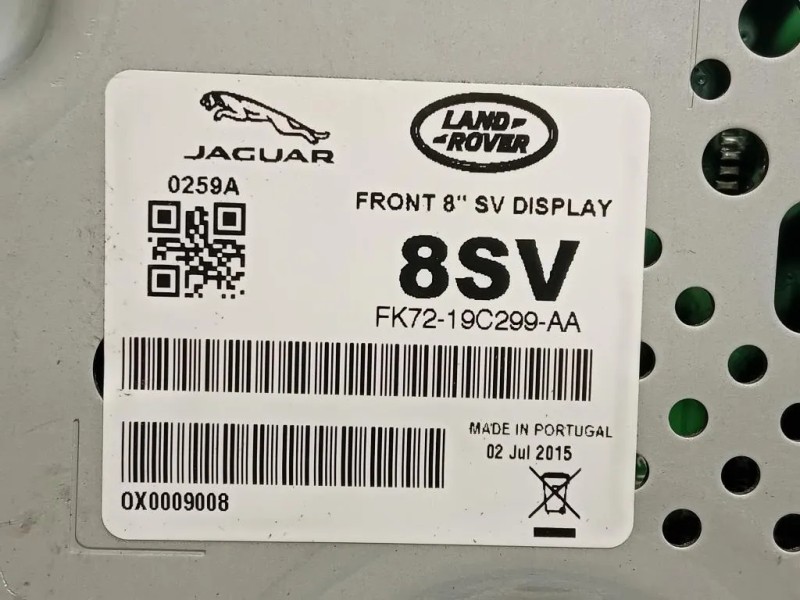 JAGUAR
LAND ROVER
0259A
FRONT 8" SV DISPLAY
8SV
FK72-19C299-AA
MADE IN PORTUGAL
02 Jul 2015
0X0009008